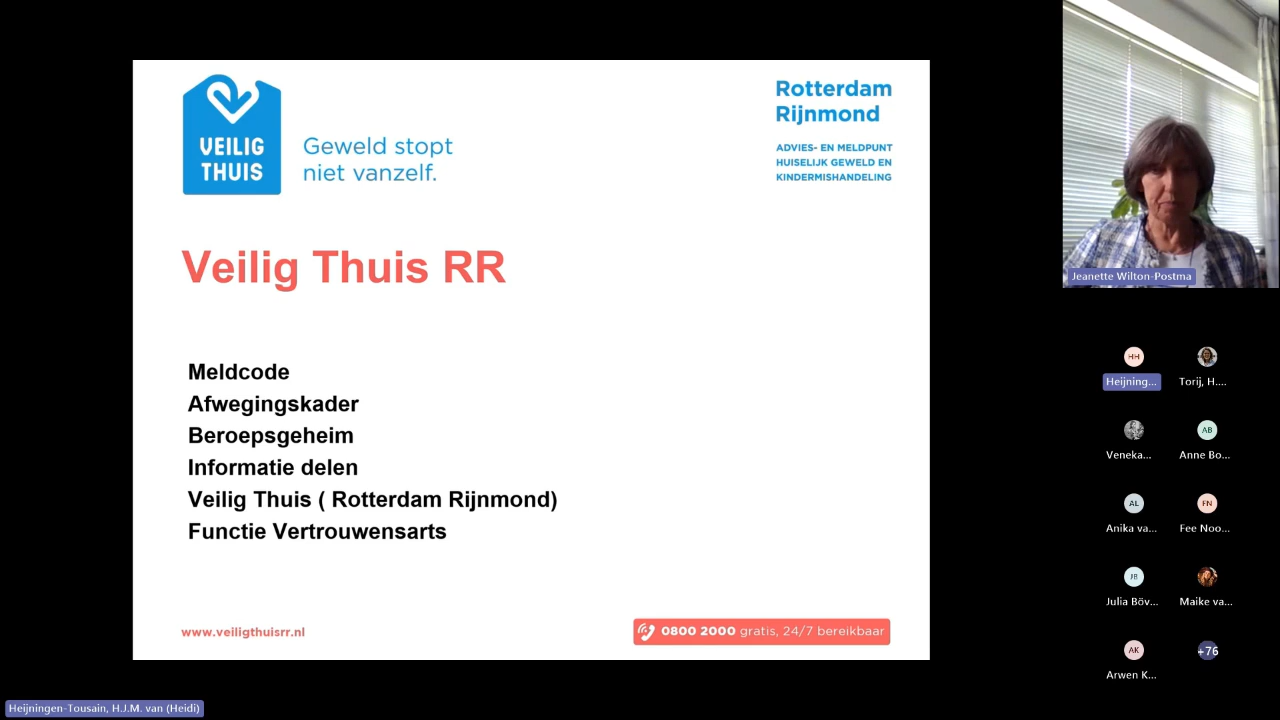 VEILIG
THUIS
Geweld stopt
niet vanzelf.
Rotterdam
Rijnmond
ADVIES- EN MELDPUNT
HUISELIJK GEWELD EN
KINDERMISHANDELING
Veilig Thuis RR
Meldcode
Afwegingskader
Beroepsgeheim
Informatie delen
Veilig Thuis ( Rotterdam Rijnmond)
Functie Vertrouwensarts
www.veiligthuisrr.nl
0800 2000 gratis, 24/7 bereikbaar
Jeanette Wilton-Postma
HH
Heijning...
Torij, H....
Veneka...
AB
Anne Bo...
AL
Anika va...
FN
Fee Noo...
JB
Julia Böv...
Maike va...
AK
Arwen K...
+76
Heijningen-Tousain, H.J.M. van (Heidi)